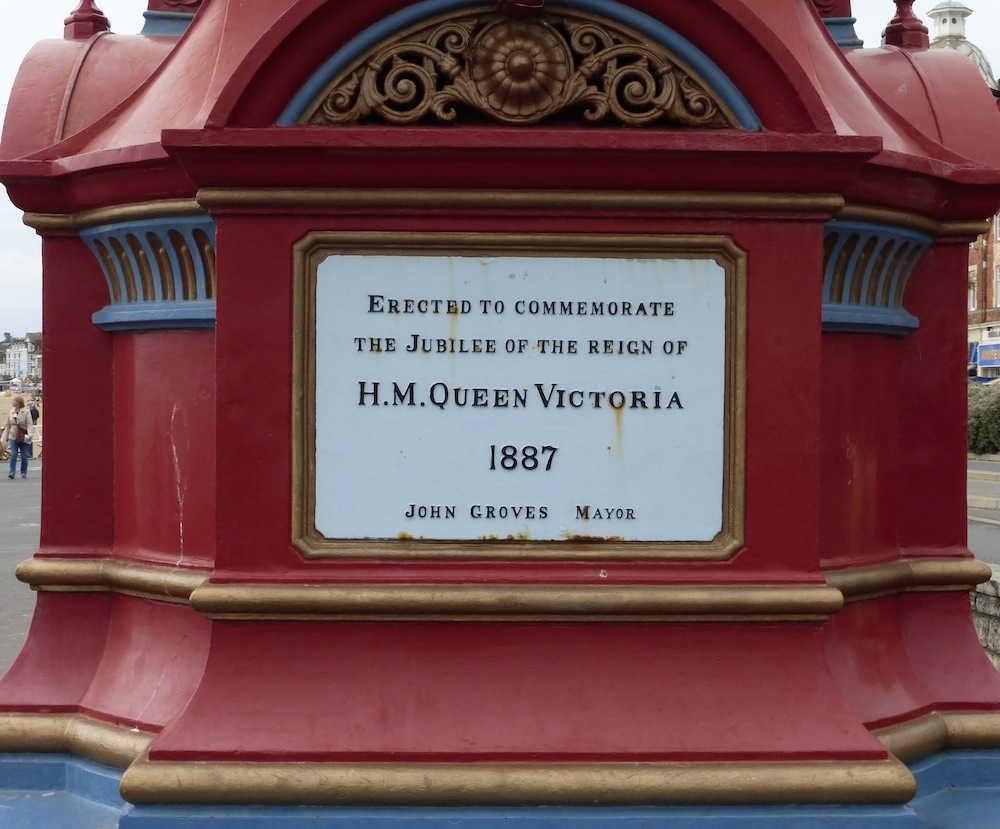 ERECTED TO COMMEMORATE
THE JUBILEE OF THE REIGN OF
H.M. QUEEN VICTORIA
1887
JOHN GROVES MAYOR